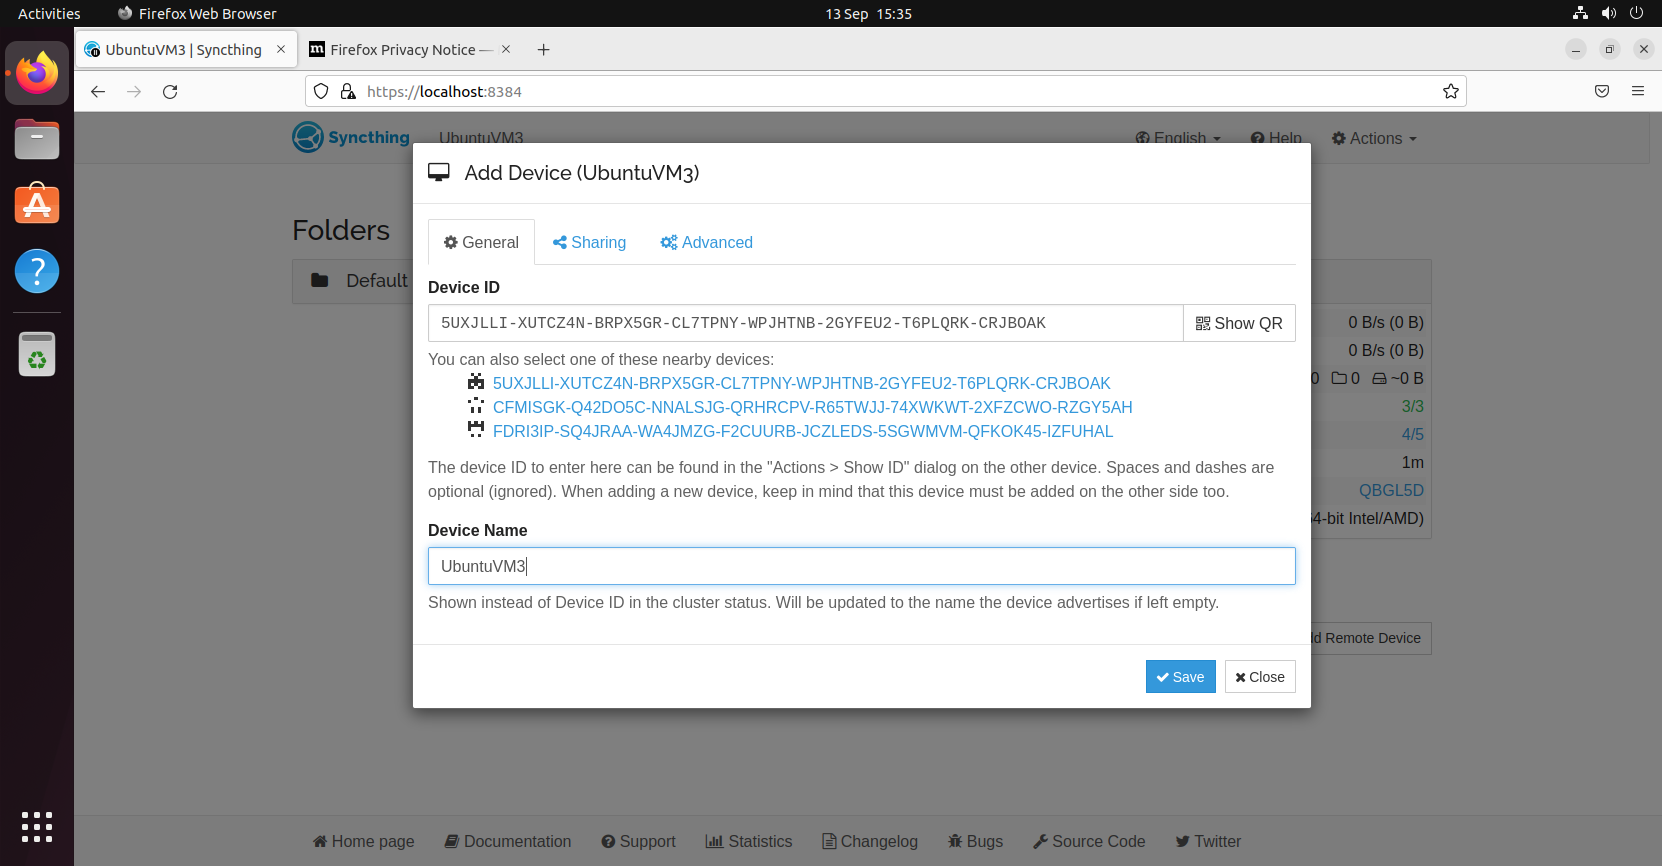 Activities Firefox Web Browser 13 Sep 15:35
UbuntuVM3 | Syncthing × m Firefox Privacy Notice — × +
https://localhost:8384
Syncthing UbuntuVM3 English Help Actions
Add Device (UbuntuVM3)
General Sharing Advanced
Folders
Default
Device ID
5UXJLLI-XUTCZ4N-BRPX5GR-CL7TPNY-WPJHTNB-2GYFEU2-T6PLQRK-CRJBOAK Show QR
You can also select one of these nearby devices:
5UXJLLI-XUTCZ4N-BRPX5GR-CL7TPNY-WPJHTNB-2GYFEU2-T6PLQRK-CRJBOAK
CFMISGK-Q42DO5C-NNALSJG-QRHRCPV-R65TWJJ-74XWKWT-2XFZCWO-RZGY5AH
FDRI3IP-SQ4JRAA-WA4JMZG-F2CUURB-JCZLEDS-5SGWMVM-QFKOK45-IZFUHAL
The device ID to enter here can be found in the "Actions > Show ID" dialog on the other device. Spaces and dashes are
optional (ignored). When adding a new device, keep in mind that this device must be added on the other side too.
Device Name
UbuntuVM3
Shown instead of Device ID in the cluster status. Will be updated to the name the device advertises if left empty.
Save Close
0 B/s (0 B)
0 B/s (0 B)
0 0 ~0 B
3/3
4/5
1m
QBGL5D
64-bit Intel/AMD)
dd Remote Device
Home page Documentation Support Statistics Changelog Bugs Source Code Twitter